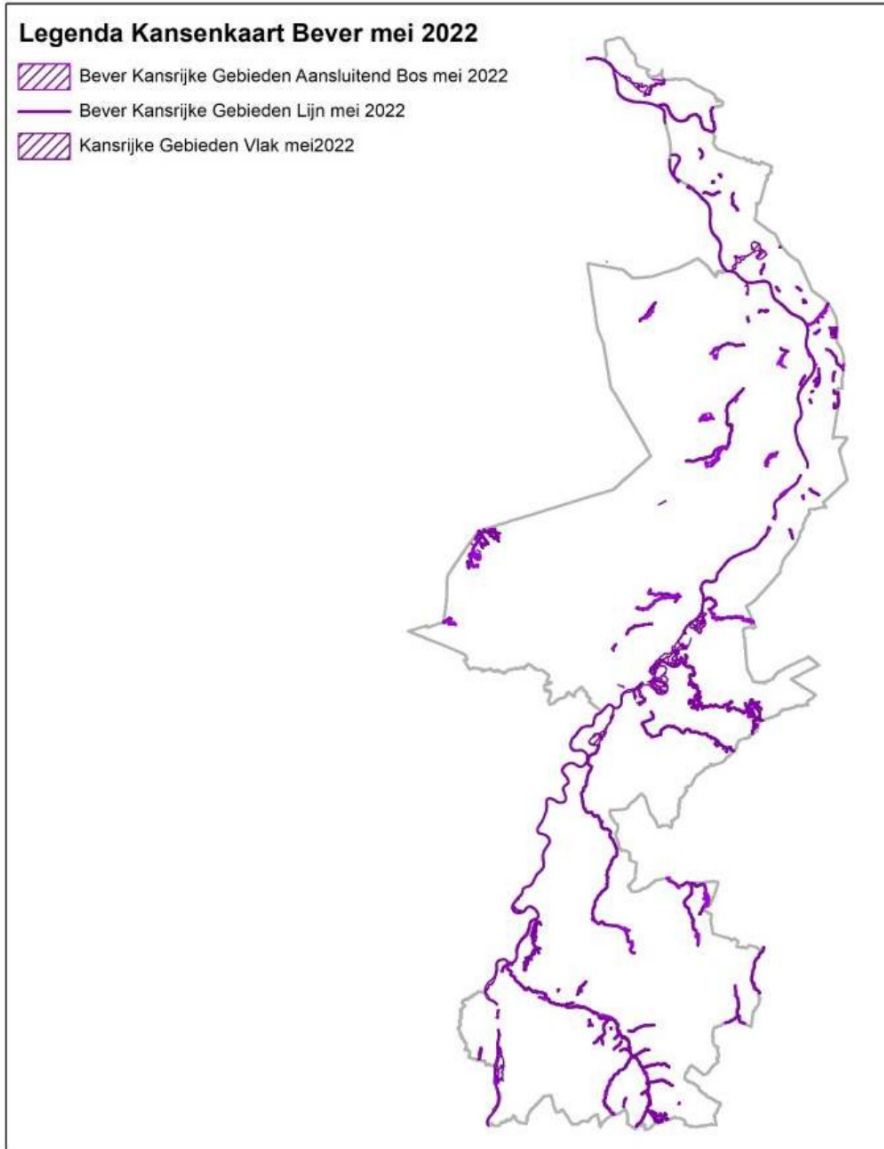 Legenda Kansenkaart Bever mei 2022
Bever Kansrijke Gebieden Aansluitend Bos mei 2022
Bever Kansrijke Gebieden Lijn mei 2022
Kansrijke Gebieden Vlak mei2022